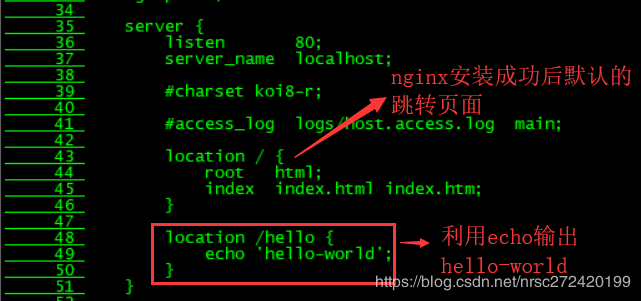 34
35 server {
36 listen 80;
37 server_name localhost;
38
39 #charset koi8-r;
40
41 #access_log logs/host.access.log main;
42
43 location / {
44 root html;
45 index index.html index.htm;
46 }
47
48 location /hello {
49 echo 'hello-world';
50 }
51 }
nginx安装成功后默认的
跳转页面
利用echo输出
hello-world
https://blog.csdn.net/nrsc272420199